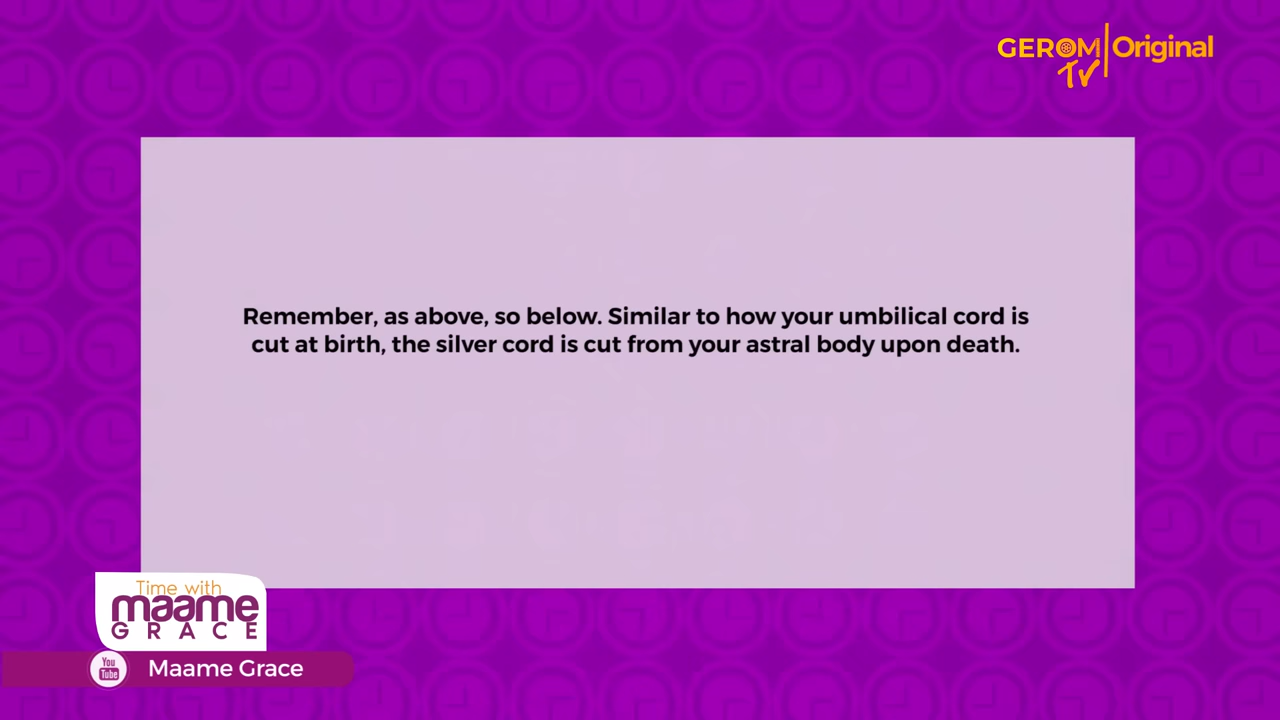 GEROM TV | Original
Remember, as above, so below. Similar to how your umbilical cord is
cut at birth, the silver cord is cut from your astral body upon death.
Time with
maame
GRACE
You
Tube
Maame Grace